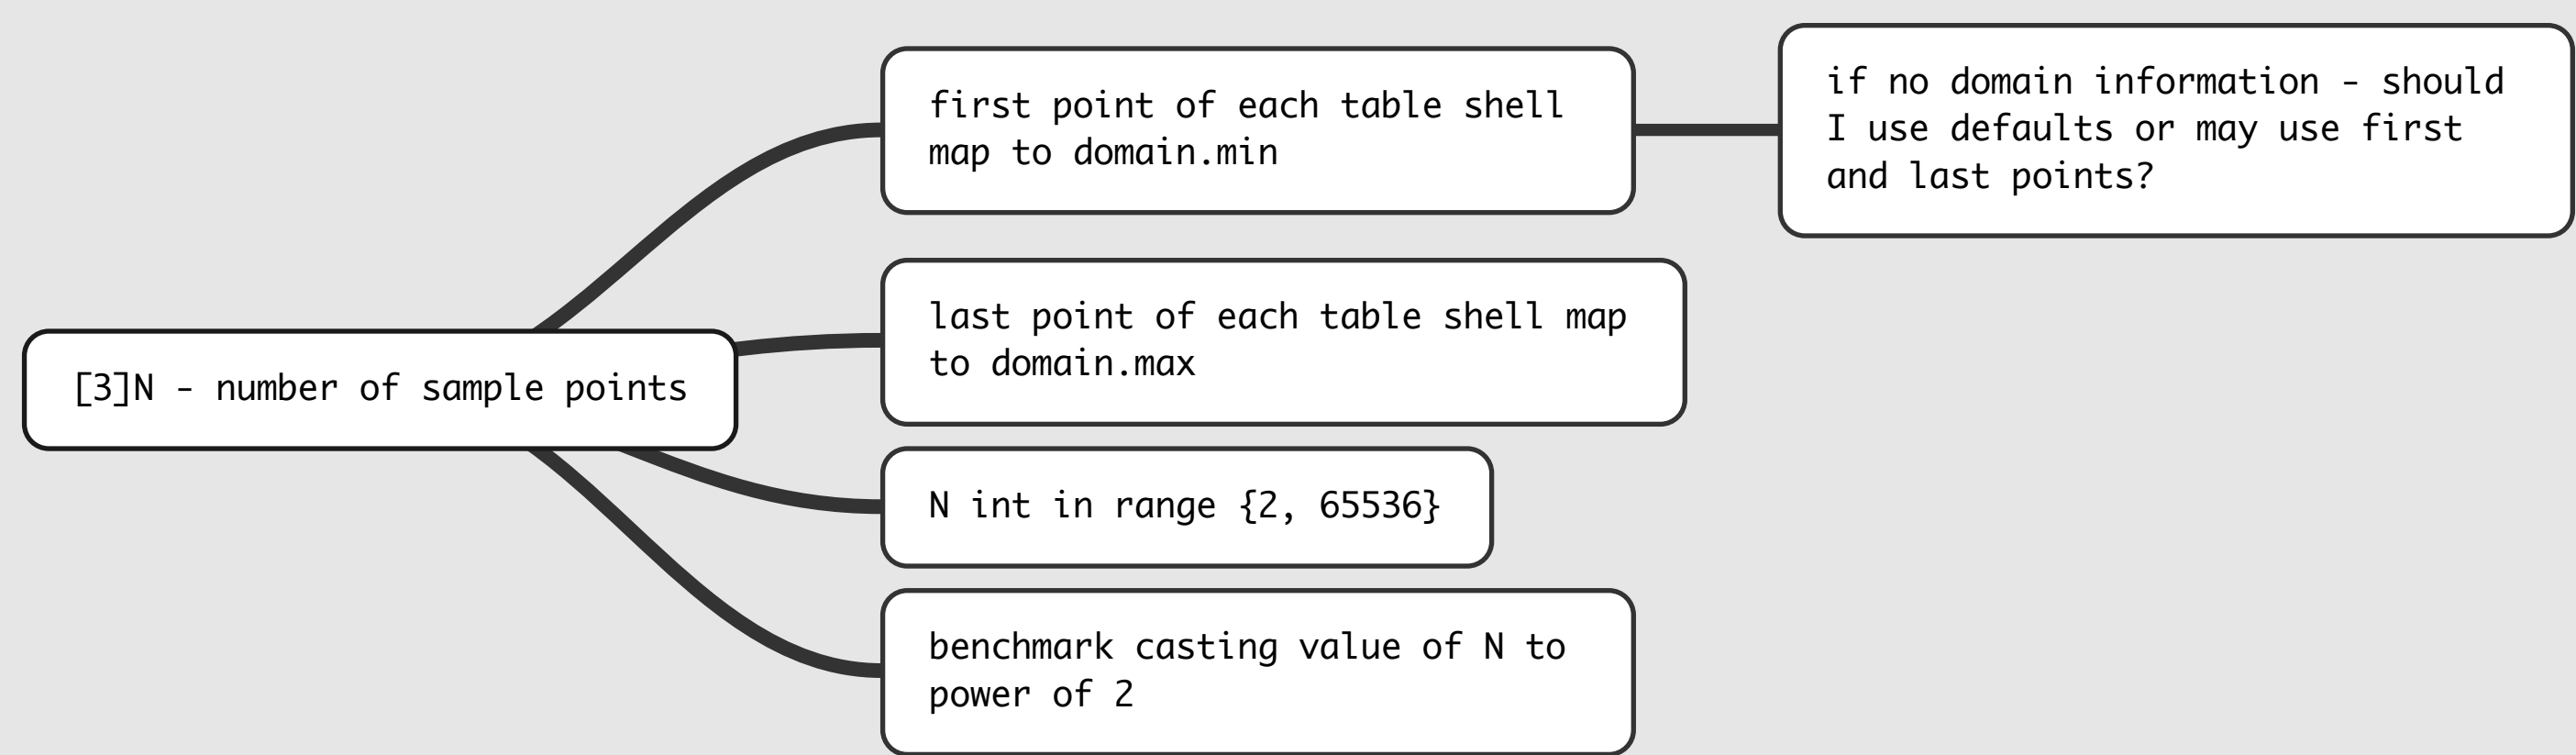 first point of each table shell
map to domain.min
if no domain information - should
I use defaults or may use first
and last points?
last point of each table shell map
to domain.max
[3]N - number of sample points
N int in range {2, 65536}
benchmark casting value of N to
power of 2